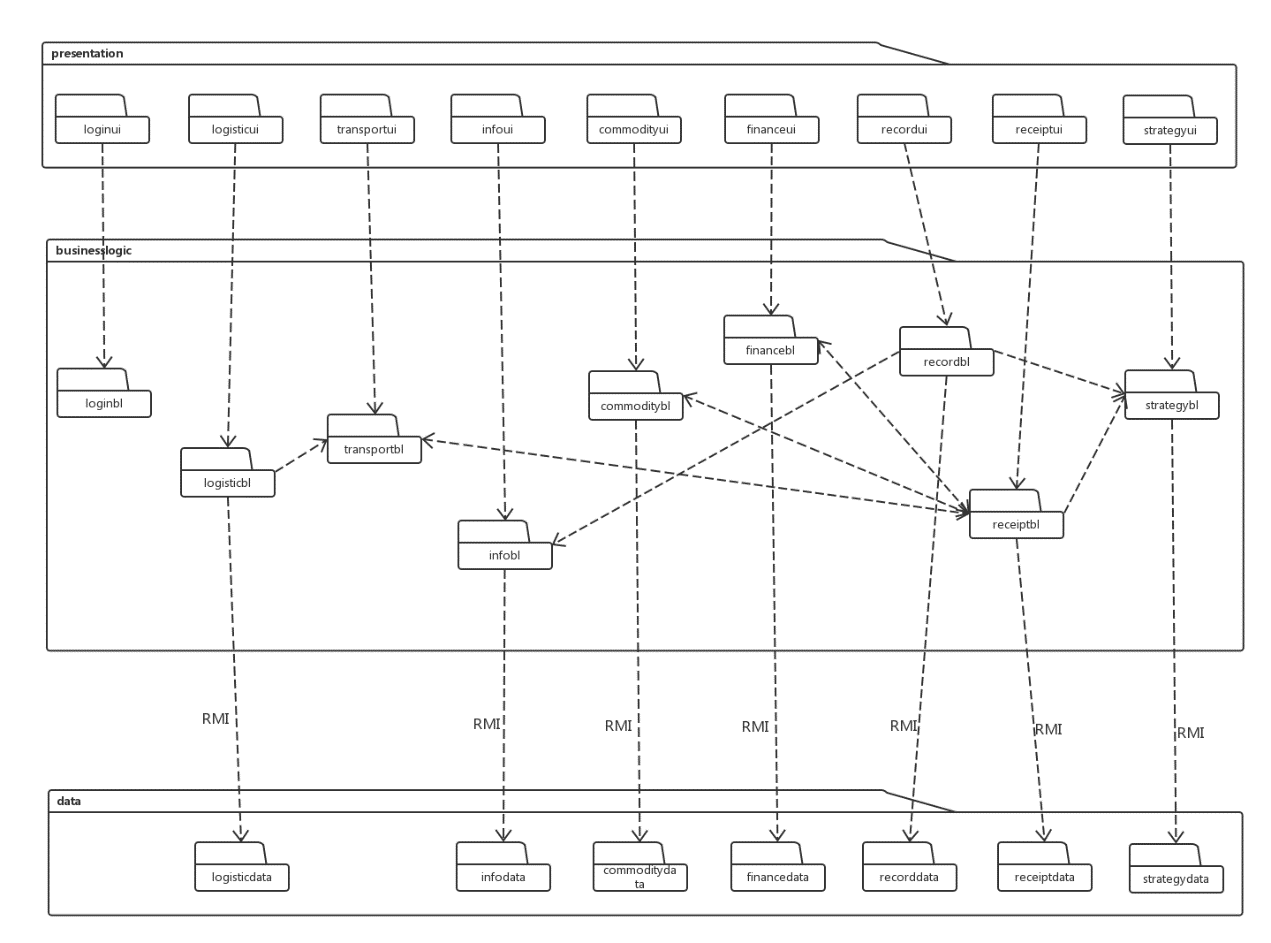 presentation
loginui
logisticui
transportui
infoui
commodityui
financeui
recordui
receiptui
strategyui
businesslogic
financebl
recordbl
loginbl
commoditybl
strategybl
transportbl
logisticbl
receiptbl
infobl
RMI
RMI
RMI
RMI
RMI
RMI
RMI
data
logisticdata
infodata
commodityda
ta
financedata
recorddata
receiptdata
strategydata